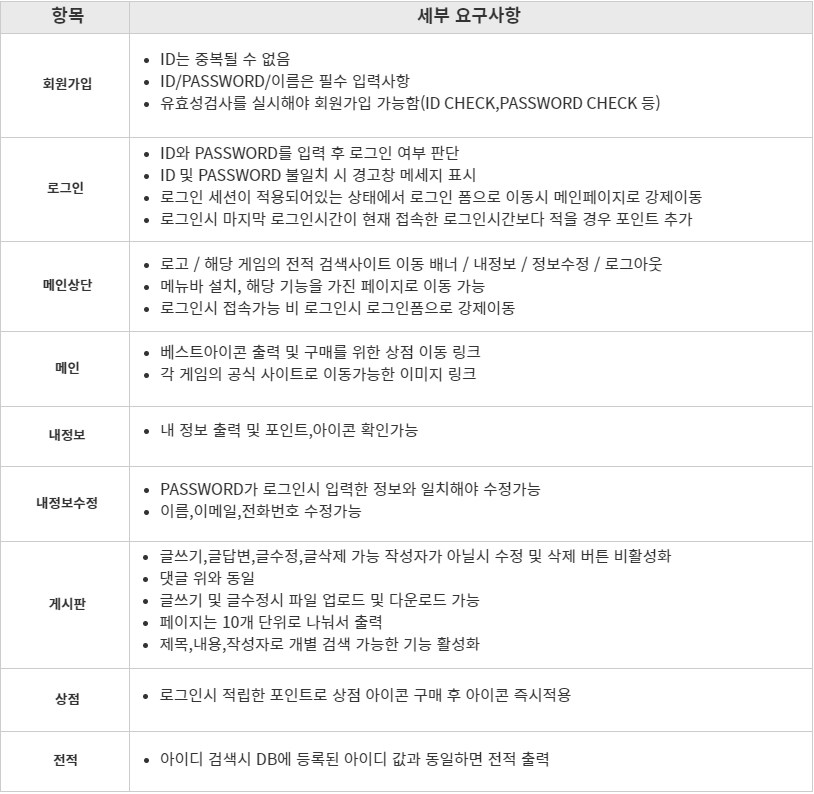 항목
세부 요구사항
회원가입
ID는 중복될 수 없음
ID/PASSWORD/이름은 필수 입력사항
유효성검사를 실시해야 회원가입 가능함(ID CHECK,PASSWORD CHECK 등)
로그인
ID와 PASSWORD를 입력 후 로그인 여부 판단
ID 및 PASSWORD 불일치 시 경고창 메세지 표시
로그인 세션이 적용되어있는 상태에서 로그인 폼으로 이동시 메인페이지로 강제이동
로그인시 마지막 로그인시간이 현재 접속한 로그인시간보다 적을 경우 포인트 추가
메인상단
로고 / 해당 게임의 전적 검색사이트 이동 배너 / 내정보 / 정보수정 / 로그아웃
메뉴바 설치, 해당 기능을 가진 페이지로 이동 가능
로그인시 접속가능 비 로그인시 로그인폼으로 강제이동
메인
베스트아이콘 출력 및 구매를 위한 상점 이동 링크
각 게임의 공식 사이트로 이동가능한 이미지 링크
내정보
내 정보 출력 및 포인트,아이콘 확인가능
내정보수정
PASSWORD가 로그인시 입력한 정보와 일치해야 수정가능
이름,이메일,전화번호 수정가능
게시판
글쓰기,글답변,글수정,글삭제 가능 작성자가 아닐시 수정 및 삭제 버튼 비활성화
댓글 위와 동일
글쓰기 및 글수정시 파일 업로드 및 다운로드 가능
페이지는 10개 단위로 나눠서 출력
제목,내용,작성자로 개별 검색 가능한 기능 활성화
상점
로그인시 적립한 포인트로 상점 아이콘 구매 후 아이콘 즉시적용
전적
아이디 검색시 DB에 등록된 아이디 값과 동일하면 전적 출력